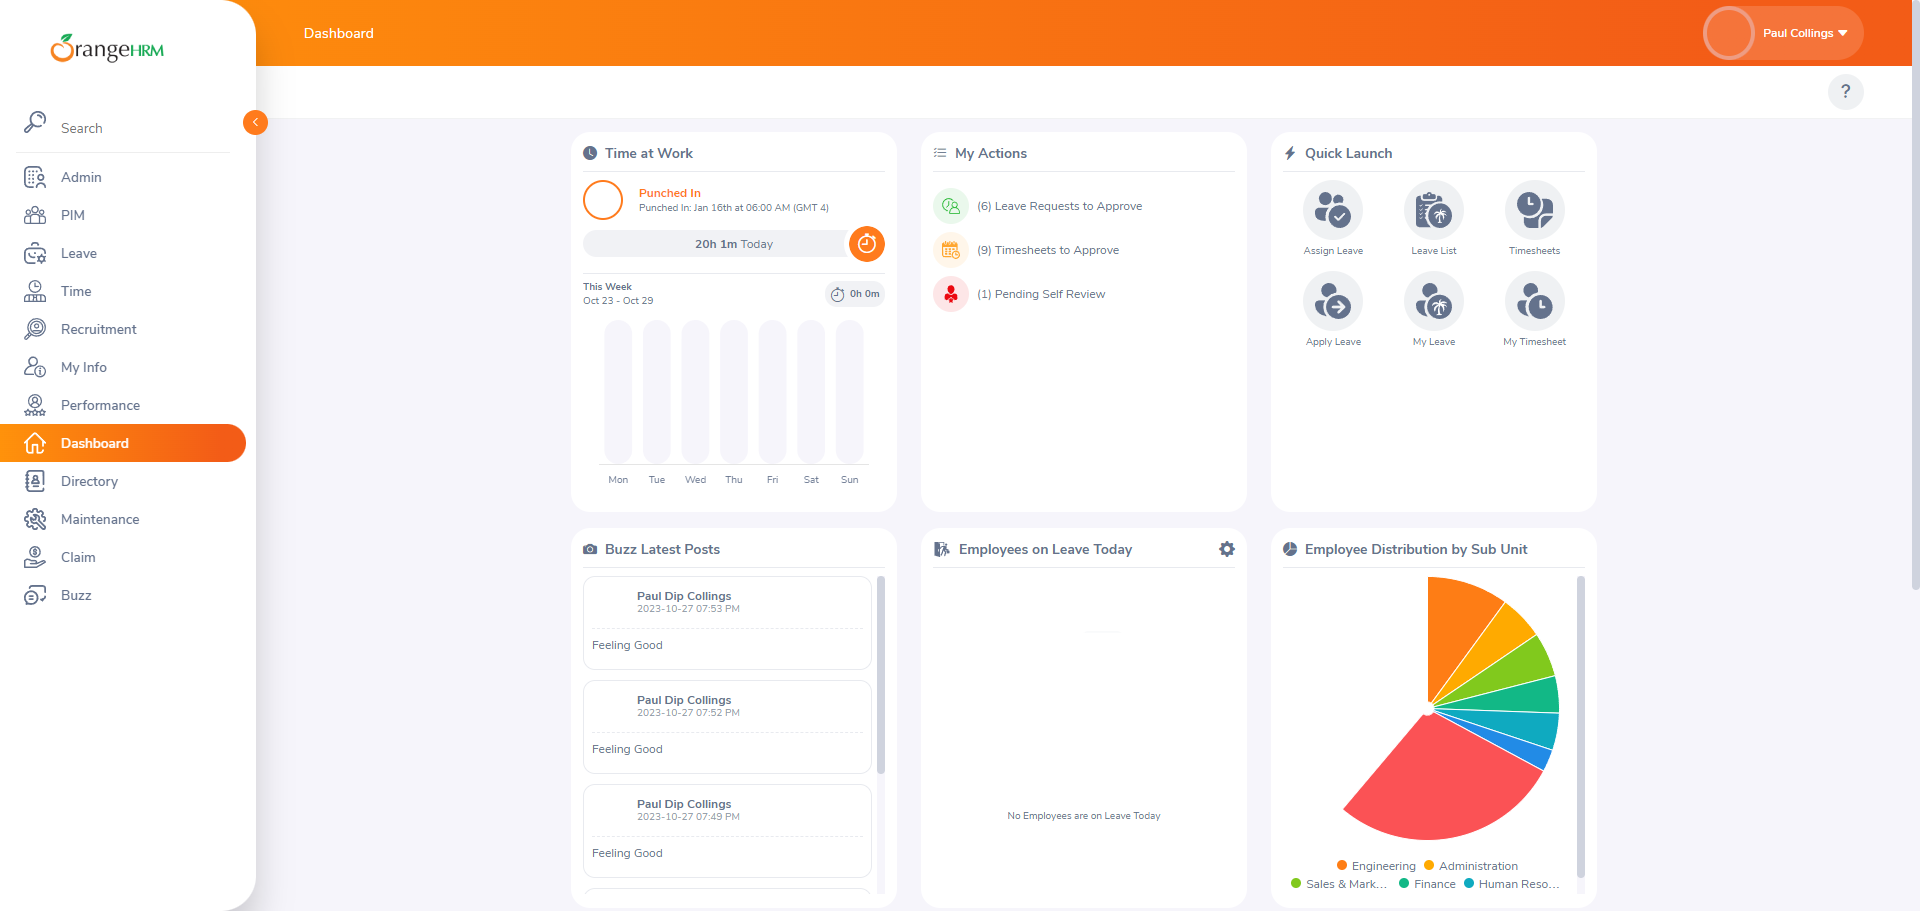 OrangeHRM
Dashboard
Paul Collings
?
Search
Admin
PIM
Leave
Time
Recruitment
My Info
Performance
Dashboard
Directory
Maintenance
Claim
Buzz
Time at Work
Punched In
Punched In: Jan 16th at 06:00 AM (GMT 4)
20h 1m Today
This Week
Oct 23 - Oct 29
0h 0m
Mon Tue Wed Thu Fri Sat Sun
My Actions
(6) Leave Requests to Approve
(9) Timesheets to Approve
(1) Pending Self Review
Quick Launch
Assign Leave Leave List Timesheets
Apply Leave My Leave My Timesheet
Buzz Latest Posts
Paul Dip Collings
2023-10-27 07:53 PM
Feeling Good
Paul Dip Collings
2023-10-27 07:52 PM
Feeling Good
Paul Dip Collings
2023-10-27 07:49 PM
Feeling Good
Employees on Leave Today
No Employees are on Leave Today
Employee Distribution by Sub Unit
Engineering Administration
Sales & Mark... Finance Human Reso...